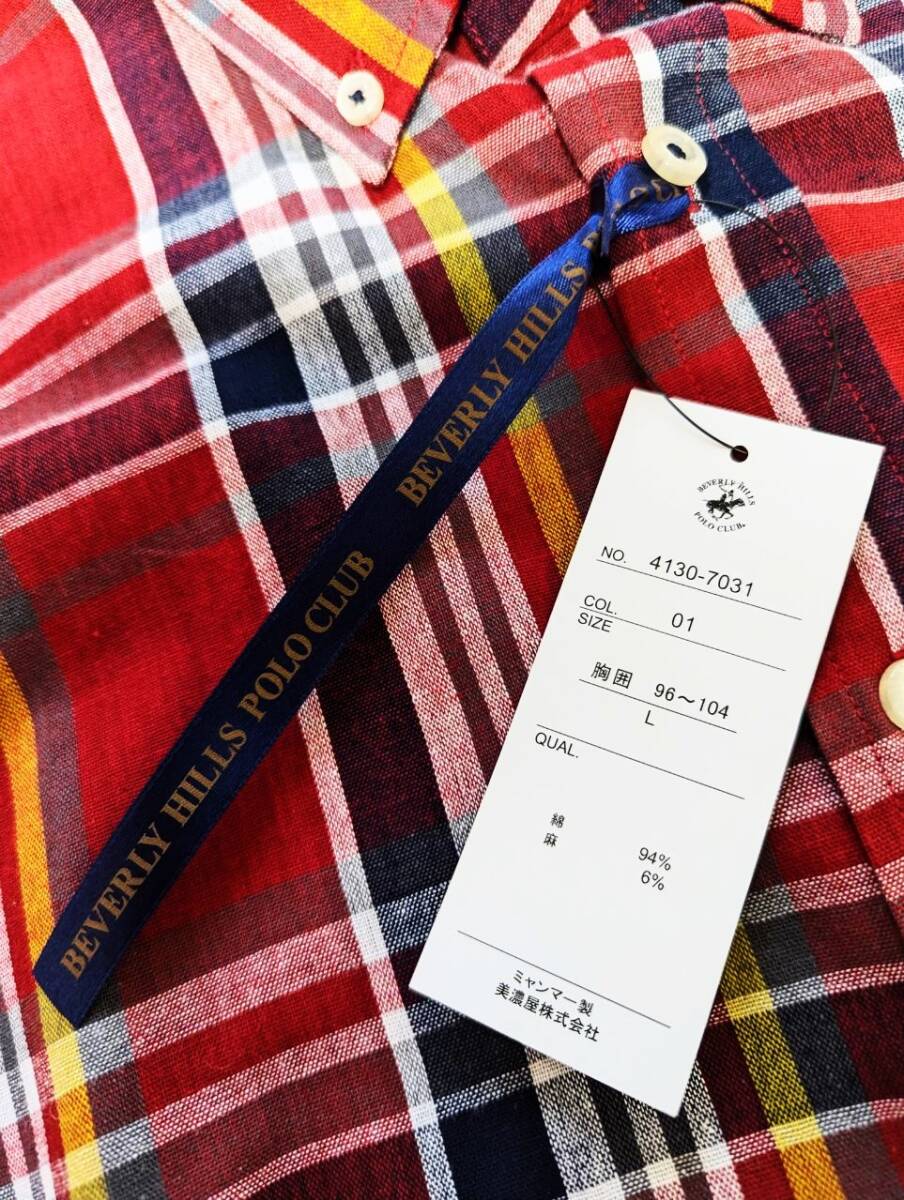 BEVERLY HILLS POLO CLUB
BEVERLY HILLS POLO
BEVERLY HILLS
POLO CLUB®
NO. 4130-7031
COL. 01
SIZE
胸囲 96〜104
L
QUAL.
綿 94%
麻 6%
ミャンマー製
美濃屋株式会社